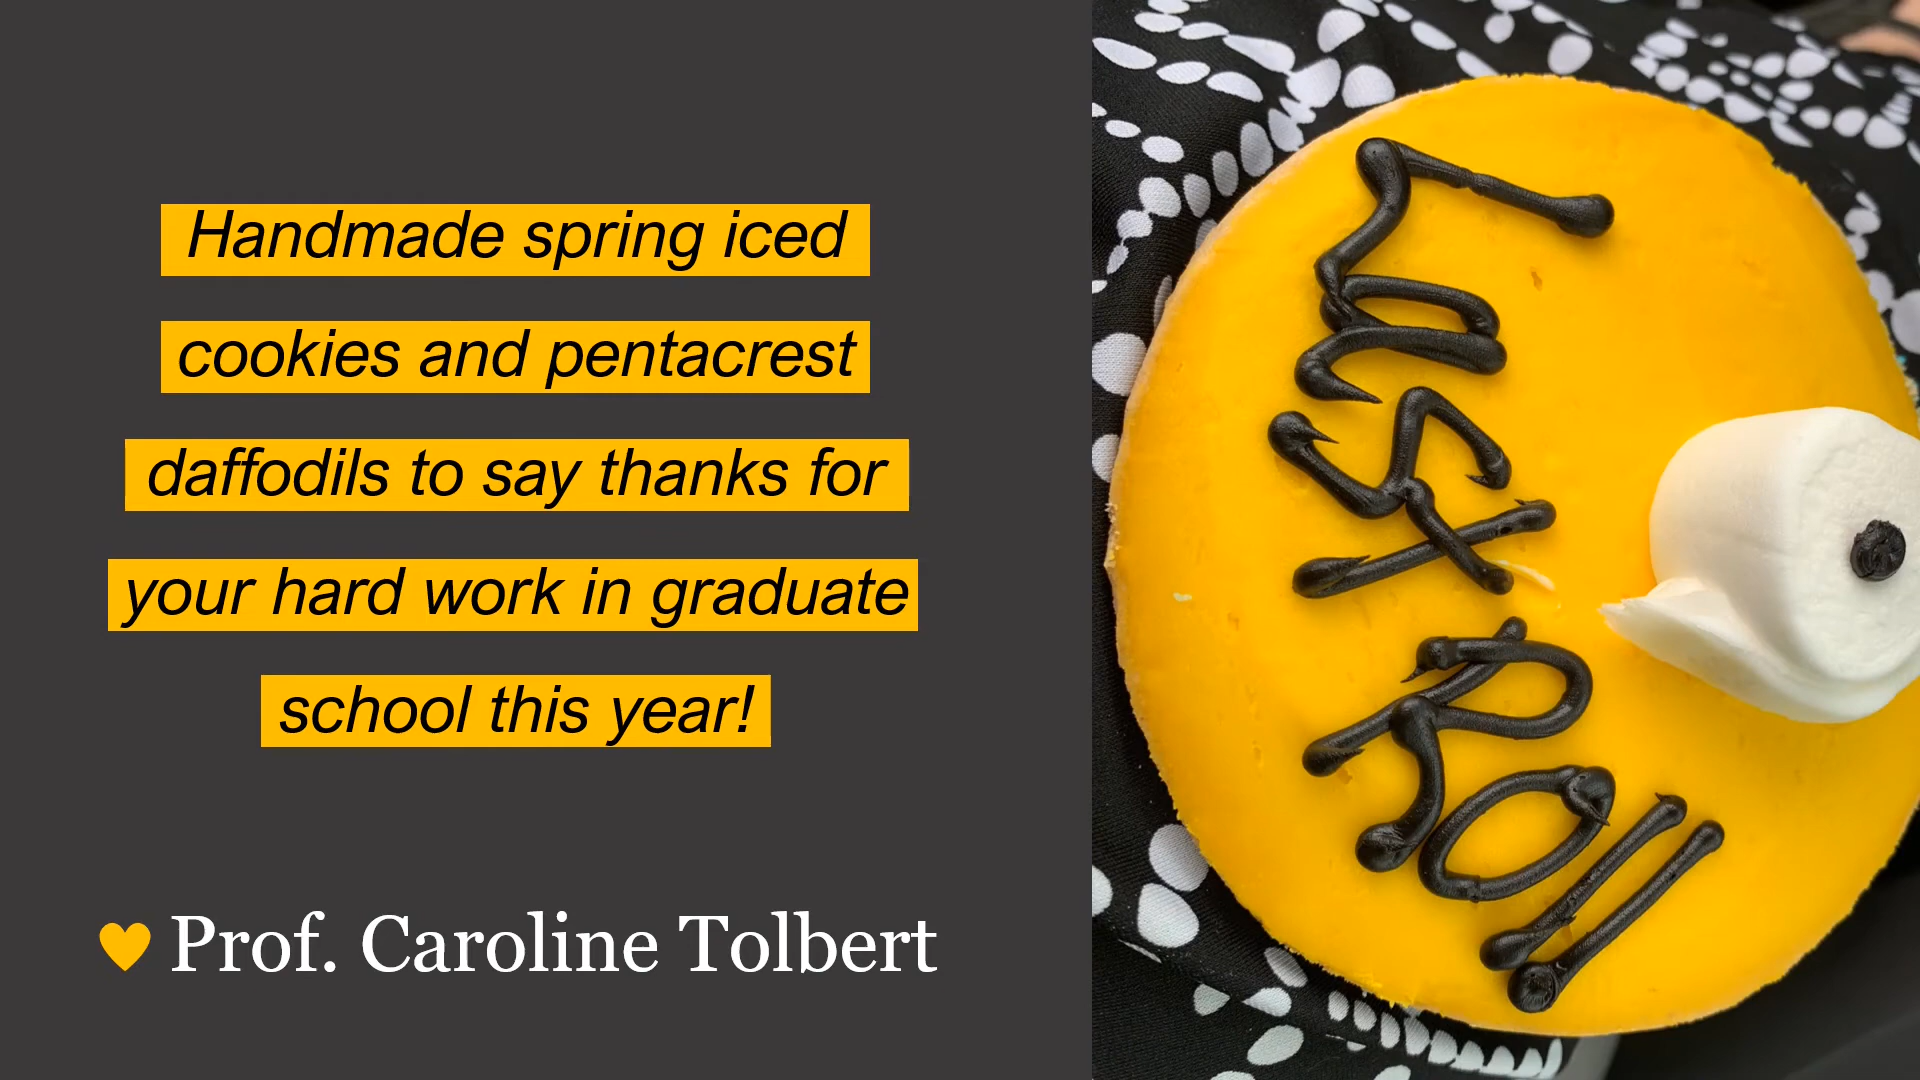 Handmade spring iced
cookies and pentacrest
daffodils to say thanks for
your hard work in graduate
school this year!
Prof. Caroline Tolbert
Last Roll